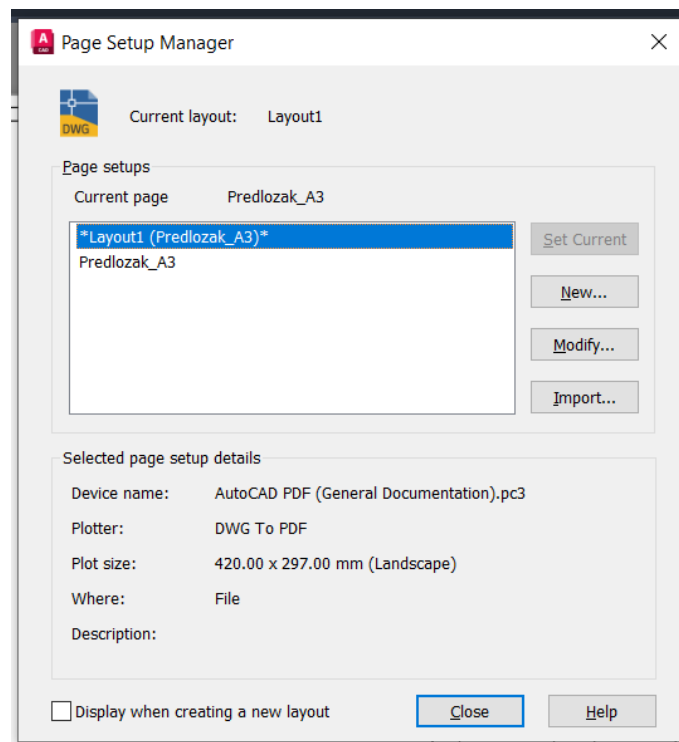 A
CAD
Page Setup Manager
DWG
Current layout: Layout1
Page setups
Current page Predlozak_A3
*Layout1 (Predlozak_A3)*
Predlozak_A3
Set Current
New...
Modify...
Import...
Selected page setup details
Device name: AutoCAD PDF (General Documentation).pc3
Plotter: DWG To PDF
Plot size: 420.00 x 297.00 mm (Landscape)
Where: File
Description:
Display when creating a new layout
Close
Help